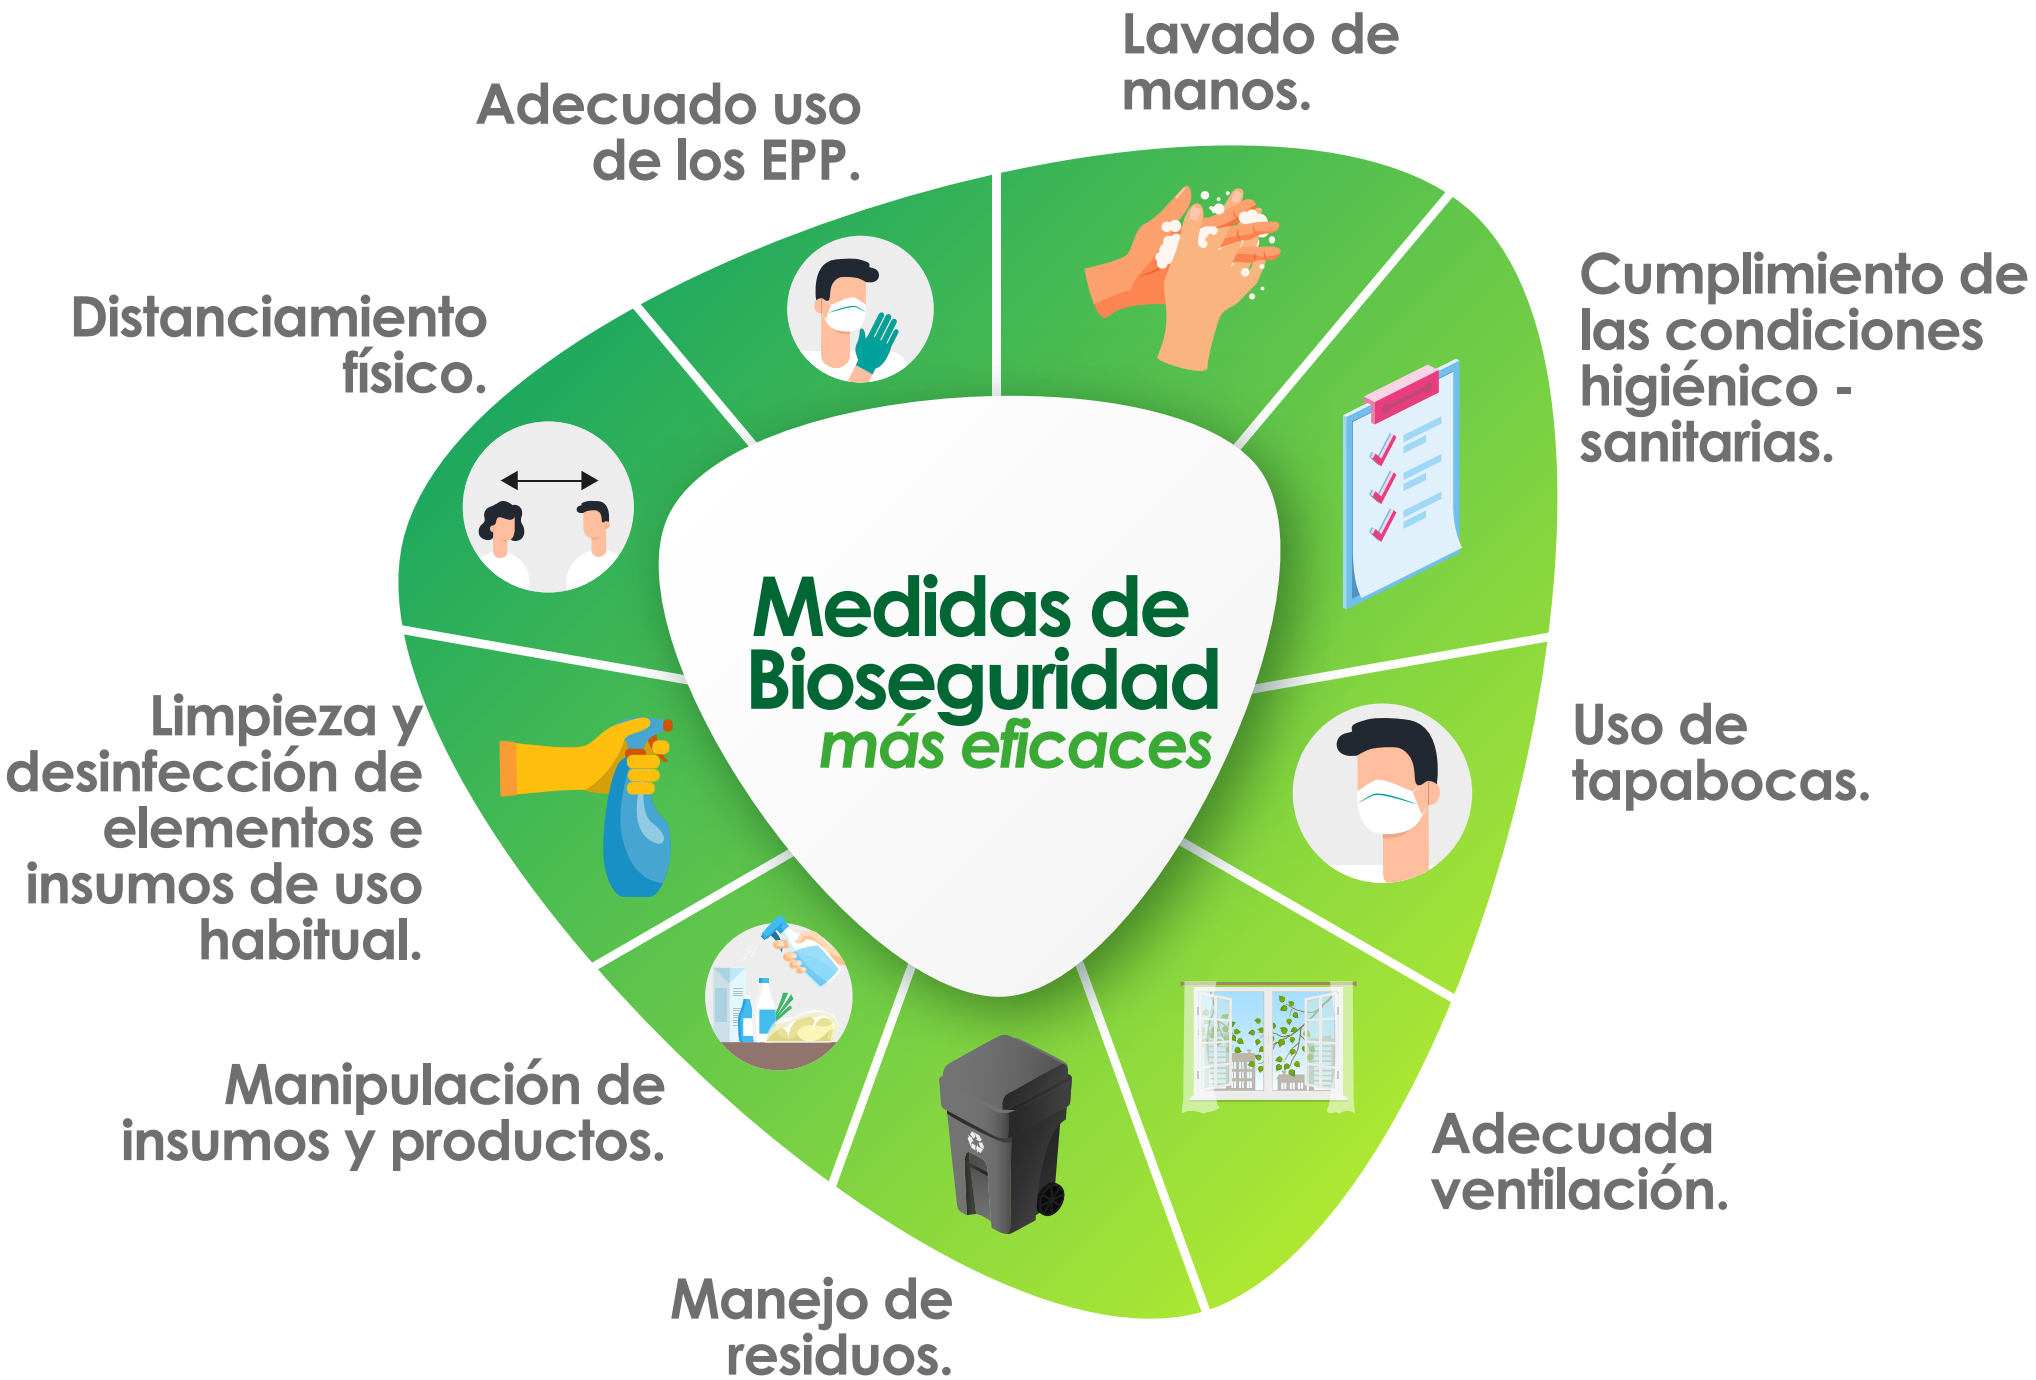 Medidas de
Bioseguridad
más eficaces
Lavado de
manos.
Cumplimiento de
las condiciones
higiénico -
sanitarias.
Uso de
tapabocas.
Adecuada
ventilación.
Manejo de
residuos.
Manipulación de
insumos y productos.
Limpieza y
desinfección de
elementos e
insumos de uso
habitual.
Distanciamiento
físico.
Adecuado uso
de los EPP.